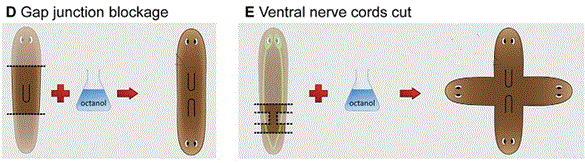 D Gap junction blockage
octanol
E Ventral nerve cords cut
octanol